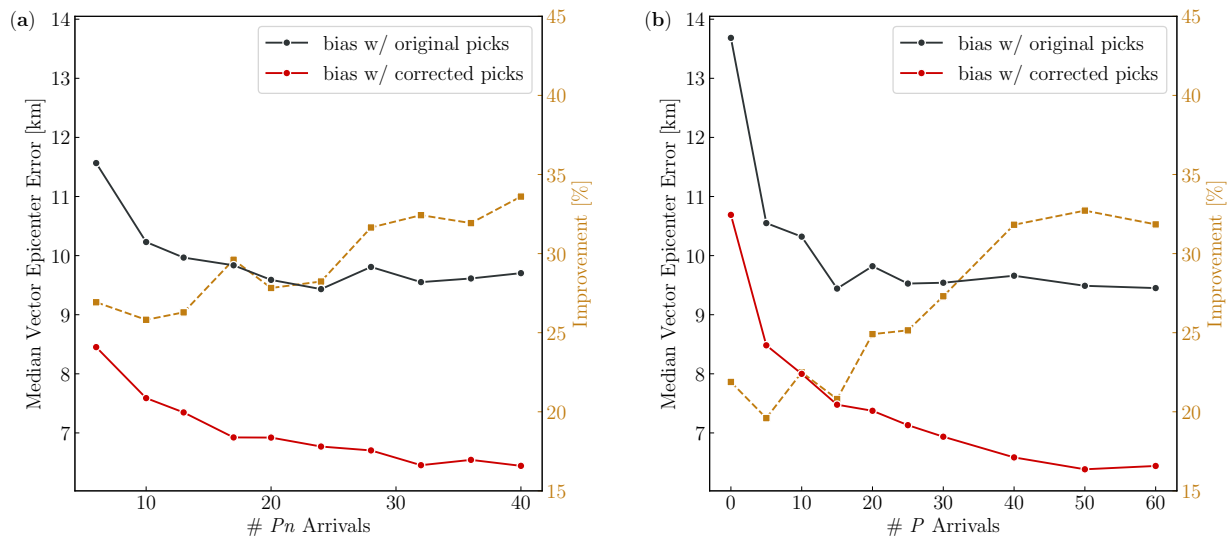 (a)
14
13
12
11
10
9
8
7
Median Vector Epicenter Error [km]
bias w/ original picks
bias w/ corrected picks
45
40
35
30
25
20
15
Improvement [%]
10 20 30 40
# Pn Arrivals
(b)
14
13
12
11
10
9
8
7
Median Vector Epicenter Error [km]
bias w/ original picks
bias w/ corrected picks
45
40
35
30
25
20
15
Improvement [%]
0 10 20 30 40 50 60
# P Arrivals